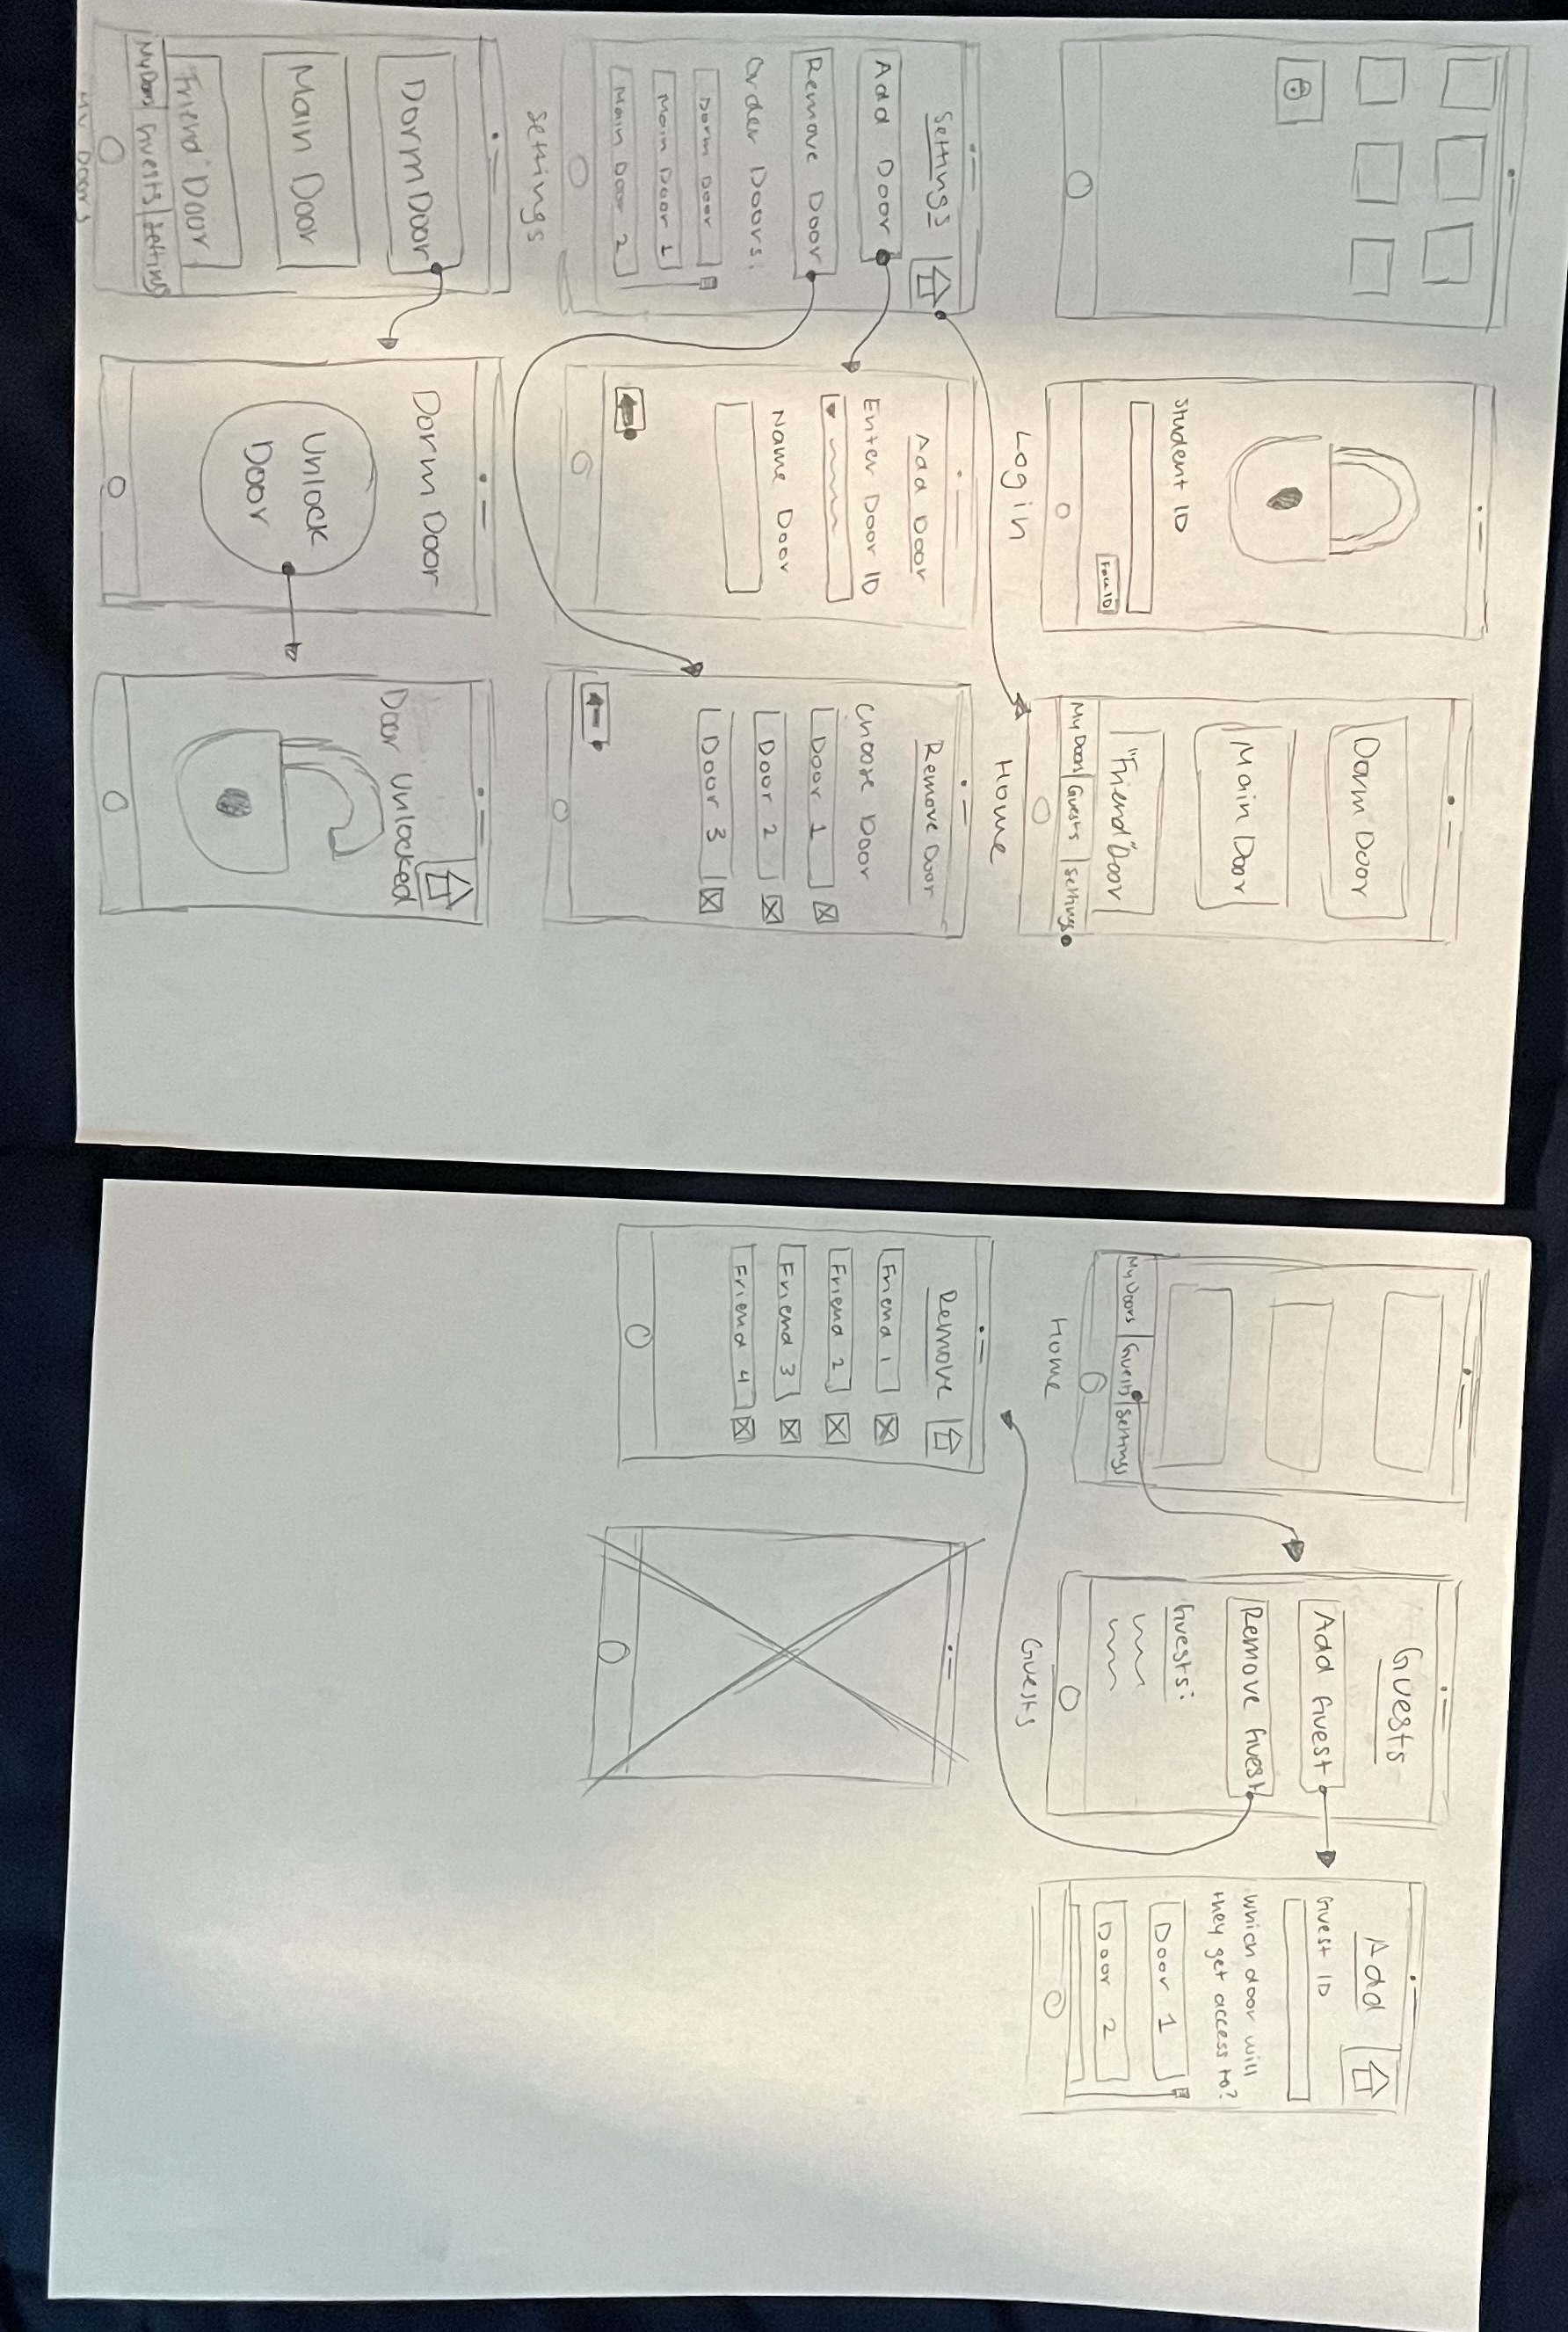 Student ID
Face ID
Login
Dorm Door
Main Door
"Friend" Door
My Doors Guests Settings
Home
Settings
Add Door
Remove Door
Order Doors:
Dorm Door
Main Door 1
Main Door 2
Settings
Add Door
Enter Door ID
Name Door
Remove Door
Choose Door
Door 1
Door 2
Door 3
Dorm Door
Main Door
"Friend" Door
My Doors Guests Settings
My Doors
Dorm Door
Unlock
Door
Door Unlocked
My Doors Guests Settings
Home
Guests
Add Guest
Remove Guest
Guests:
Guests
Add
Guest ID
Which door will
they get access to?
Door 1
Door 2
Remove
Friend 1
Friend 2
Friend 3
Friend 4